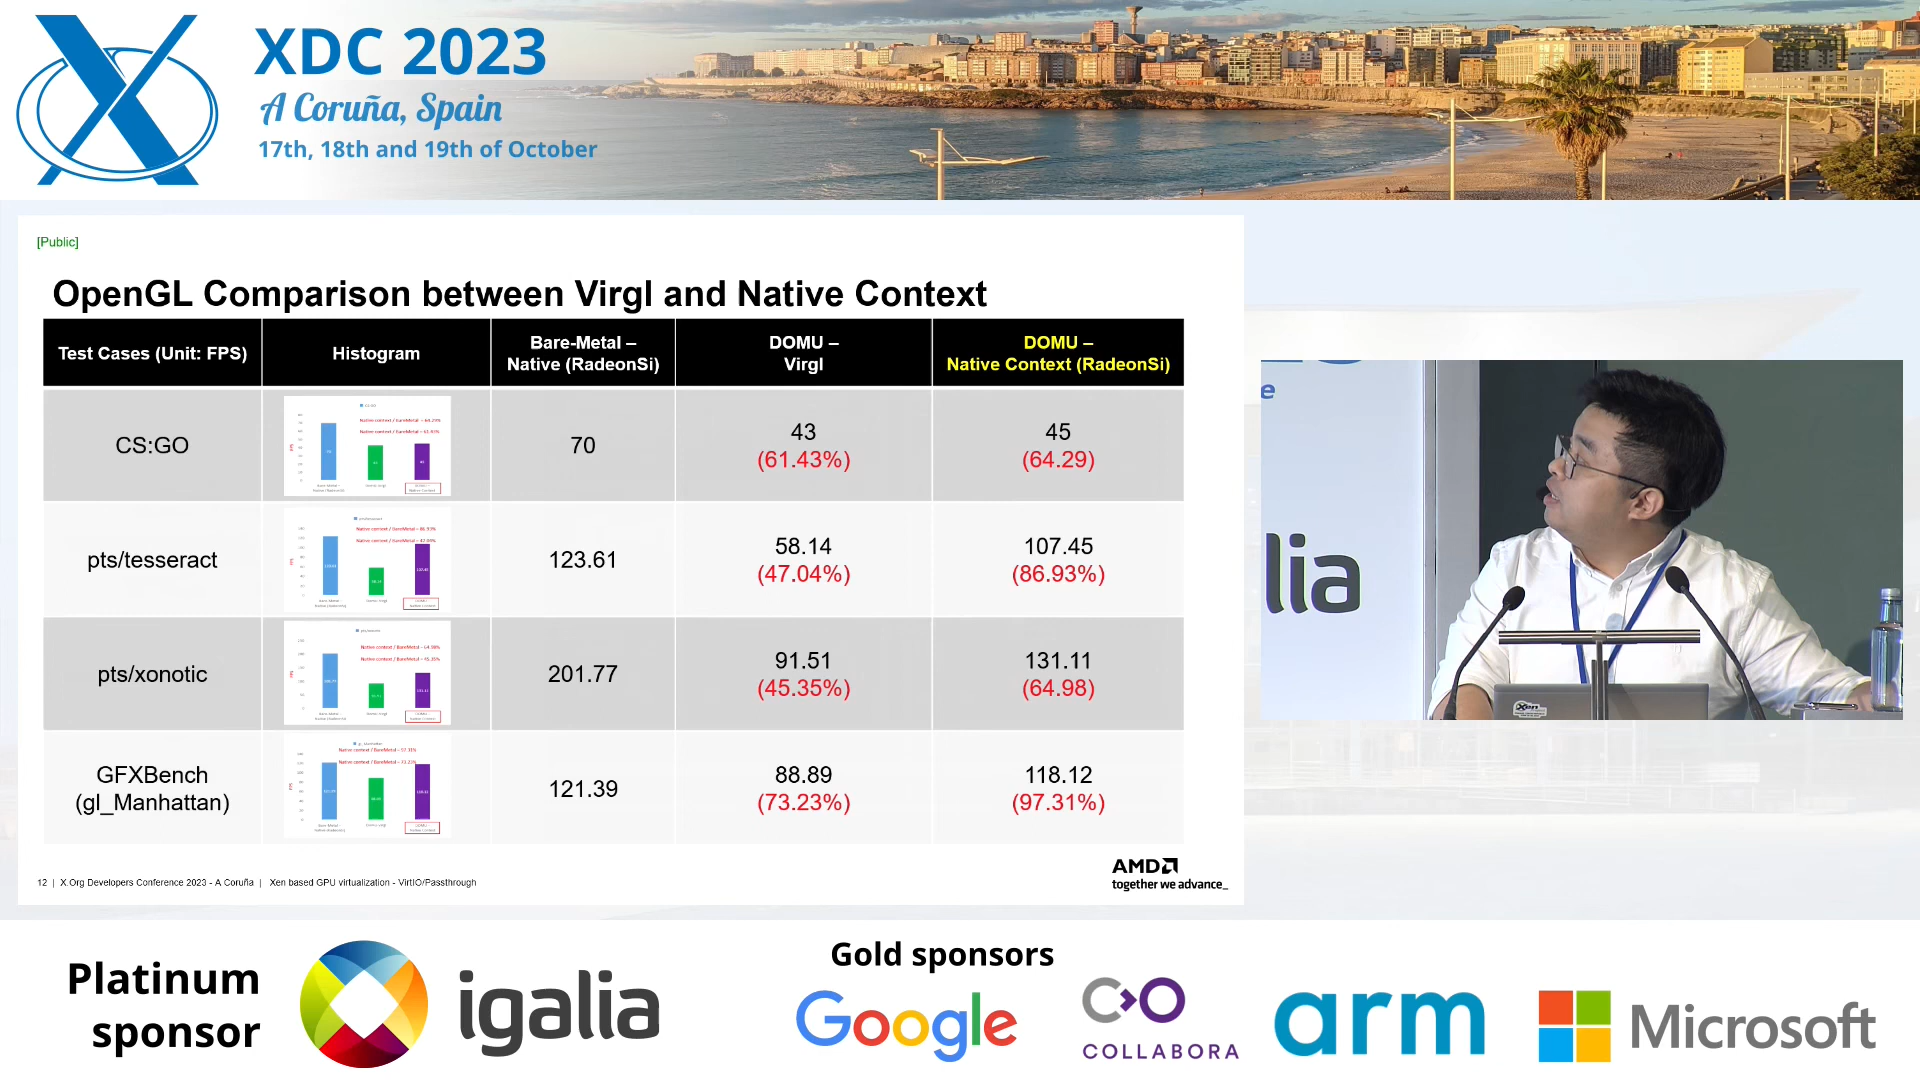 XDC 2023
A Coruña, Spain
17th, 18th and 19th of October
[Public]
OpenGL Comparison between Virgl and Native Context
Test Cases (Unit: FPS)
Histogram
Bare-Metal –
Native (RadeonSi)
DOMU –
Virgl
DOMU –
Native Context (RadeonSi)
CS:GO
70
43
(61.43%)
45
(64.29)
pts/tesseract
123.61
58.14
(47.04%)
107.45
(86.93%)
pts/xonotic
201.77
91.51
(45.35%)
131.11
(64.98)
GFXBench
(gl_Manhattan)
121.39
88.89
(73.23%)
118.12
(97.31%)
12 | X.Org Developers Conference 2023 - A Coruña | Xen based GPU virtualization - VirtIO/Passthrough
AMD
together we advance_
e
lia
Xen
Platinum
sponsor
igalia
Gold sponsors
Google
COLLABORA
arm
Microsoft